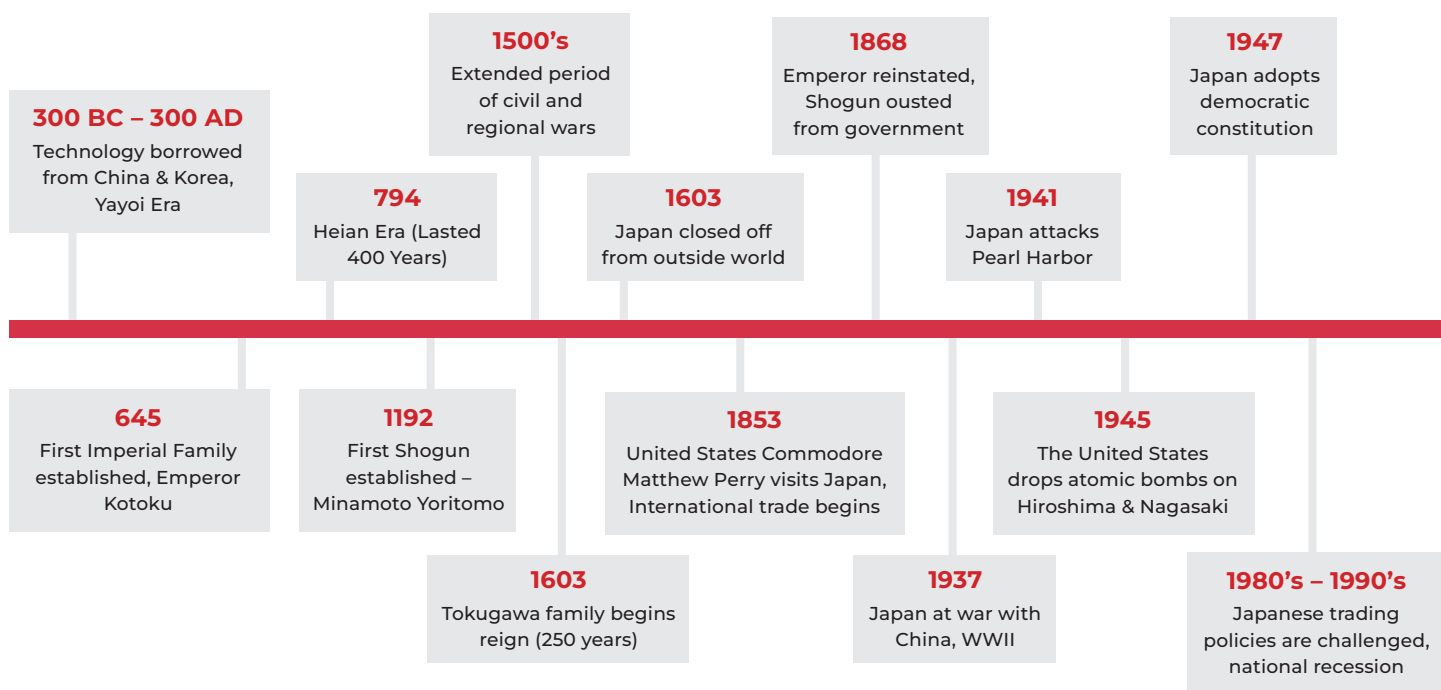 300 BC – 300 AD
Technology borrowed
from China & Korea,
Yayoi Era
645
First Imperial Family
established, Emperor
Kotoku
794
Heian Era (Lasted
400 Years)
1192
First Shogun
established –
Minamoto Yoritomo
1500’s
Extended period
of civil and
regional wars
1603
Tokugawa family begins
reign (250 years)
1603
Japan closed off
from outside world
1853
United States Commodore
Matthew Perry visits Japan,
International trade begins
1868
Emperor reinstated,
Shogun ousted
from government
1937
Japan at war with
China, WWII
1941
Japan attacks
Pearl Harbor
1945
The United States
drops atomic bombs on
Hiroshima & Nagasaki
1947
Japan adopts
democratic
constitution
1980’s – 1990’s
Japanese trading
policies are challenged,
national recession